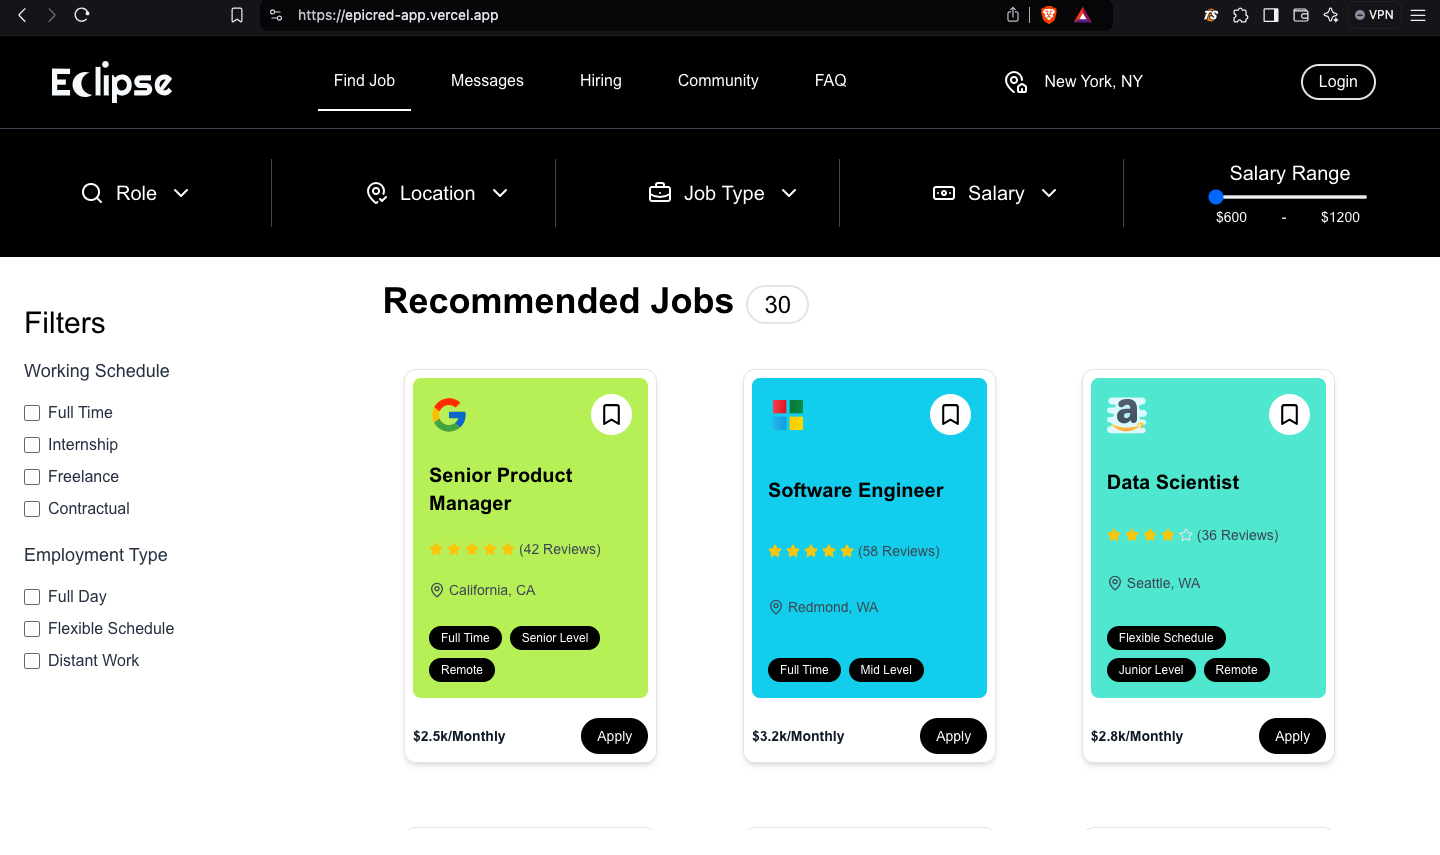 https://epicred-app.vercel.app
VPN
Eclipse
Find Job
Messages
Hiring
Community
FAQ
New York, NY
Login
Role
Location
Job Type
Salary
Salary Range
$600 - $1200
Filters
Working Schedule
Full Time
Internship
Freelance
Contractual
Employment Type
Full Day
Flexible Schedule
Distant Work
Recommended Jobs 30
Senior Product
Manager
(42 Reviews)
California, CA
Full Time Senior Level
Remote
$2.5k/Monthly Apply
Software Engineer
(58 Reviews)
Redmond, WA
Full Time Mid Level
$3.2k/Monthly Apply
a
Data Scientist
(36 Reviews)
Seattle, WA
Flexible Schedule
Junior Level Remote
$2.8k/Monthly Apply